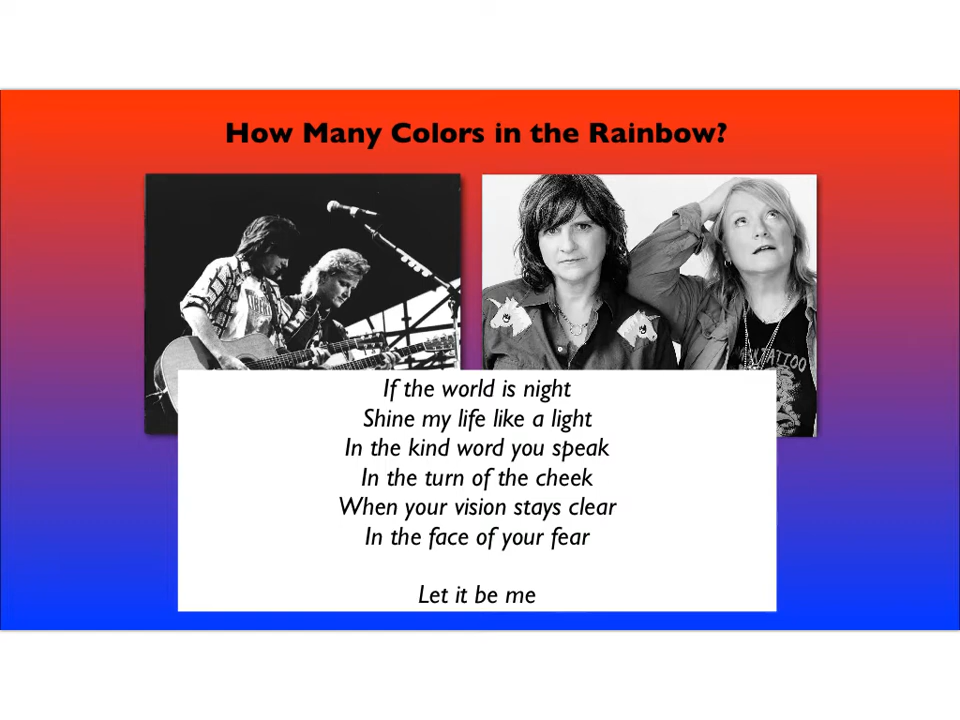 How Many Colors in the Rainbow?
TATTOO
If the world is night
Shine my life like a light
In the kind word you speak
In the turn of the cheek
When your vision stays clear
In the face of your fear
Let it be me